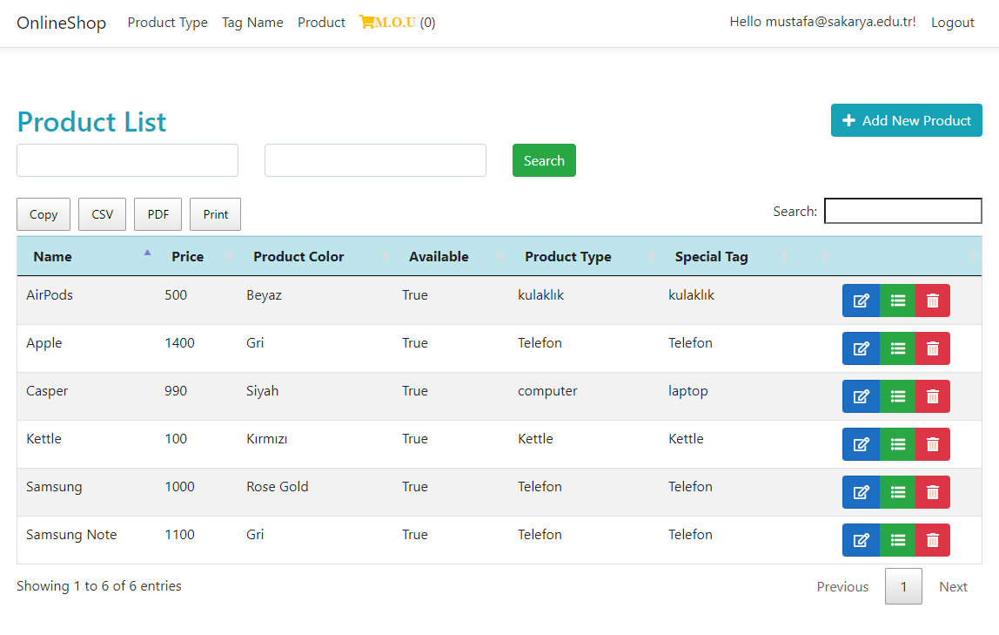 OnlineShop Product Type Tag Name Product M.O.U (0) Hello mustafa@sakarya.edu.tr! Logout
Product List Add New Product
Search
Copy CSV PDF Print Search:
Name Price Product Color Available Product Type Special Tag
AirPods 500 Beyaz True kulaklık kulaklık
Apple 1400 Gri True Telefon Telefon
Casper 990 Siyah True computer laptop
Kettle 100 Kırmızı True Kettle Kettle
Samsung 1000 Rose Gold True Telefon Telefon
Samsung Note 1100 Gri True Telefon Telefon
Showing 1 to 6 of 6 entries Previous 1 Next